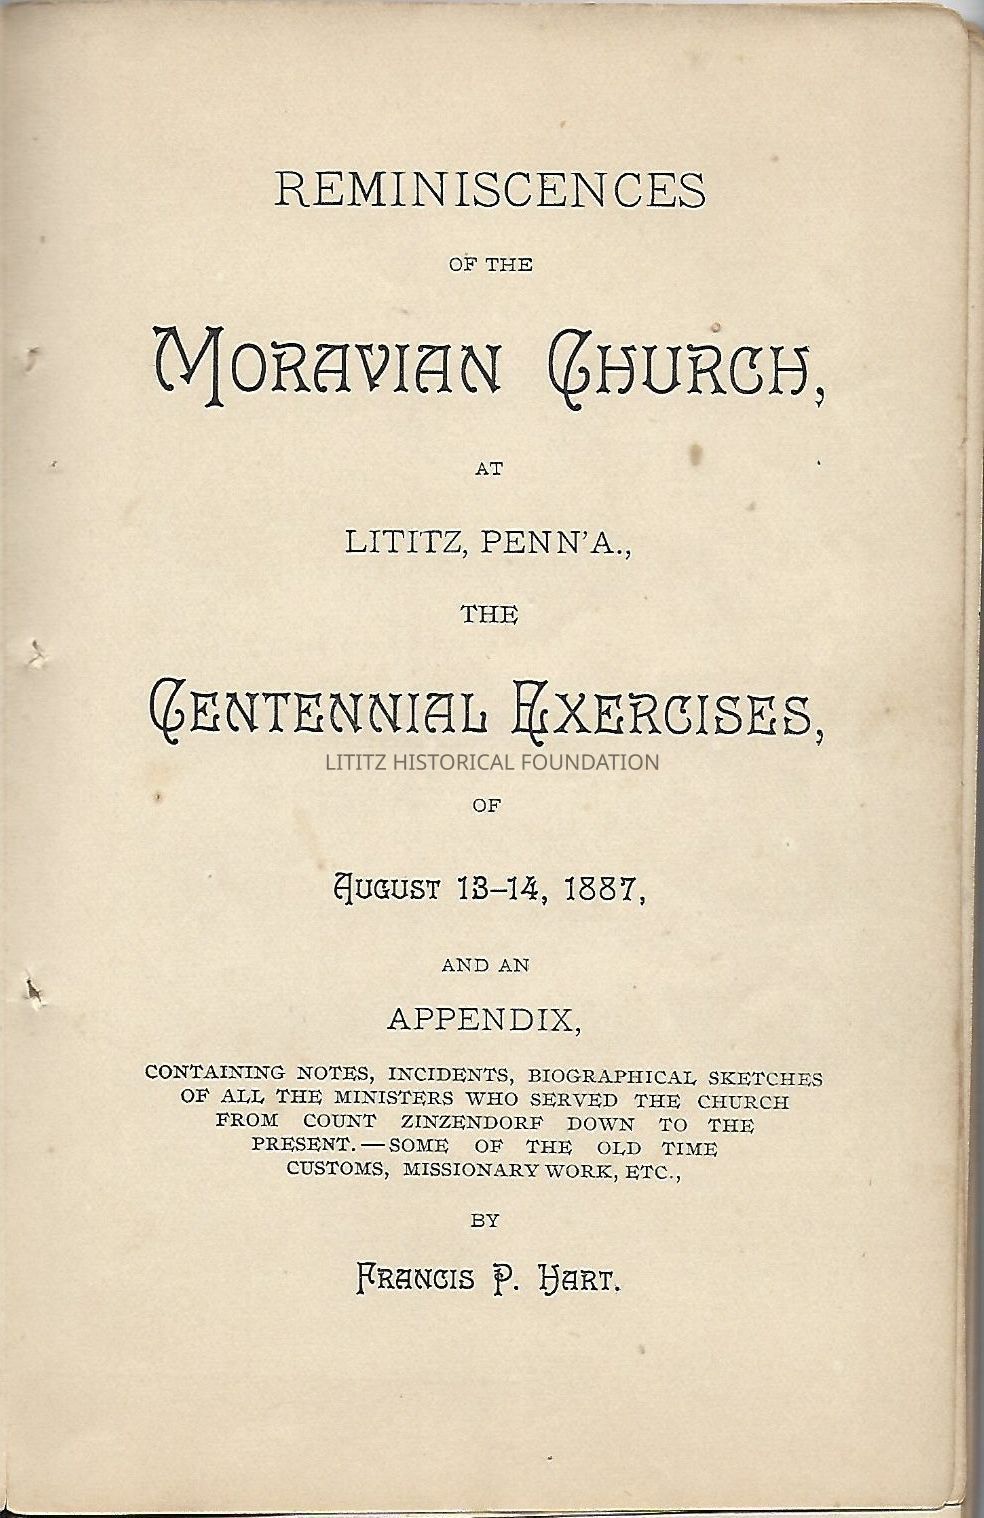 REMINISCENCES
OF THE
MORAVIAN CHURCH,
AT
LITITZ, PENN'A.,
THE
CENTENNIAL EXERCISES,
LITITZ HISTORICAL FOUNDATION
OF
AUGUST 13–14, 1887,
AND AN
APPENDIX,
CONTAINING NOTES, INCIDENTS, BIOGRAPHICAL SKETCHES
OF ALL THE MINISTERS WHO SERVED THE CHURCH
FROM COUNT ZINZENDORF DOWN TO THE
PRESENT.—SOME OF THE OLD TIME
CUSTOMS, MISSIONARY WORK, ETC.,
BY
FRANCIS P. HART.